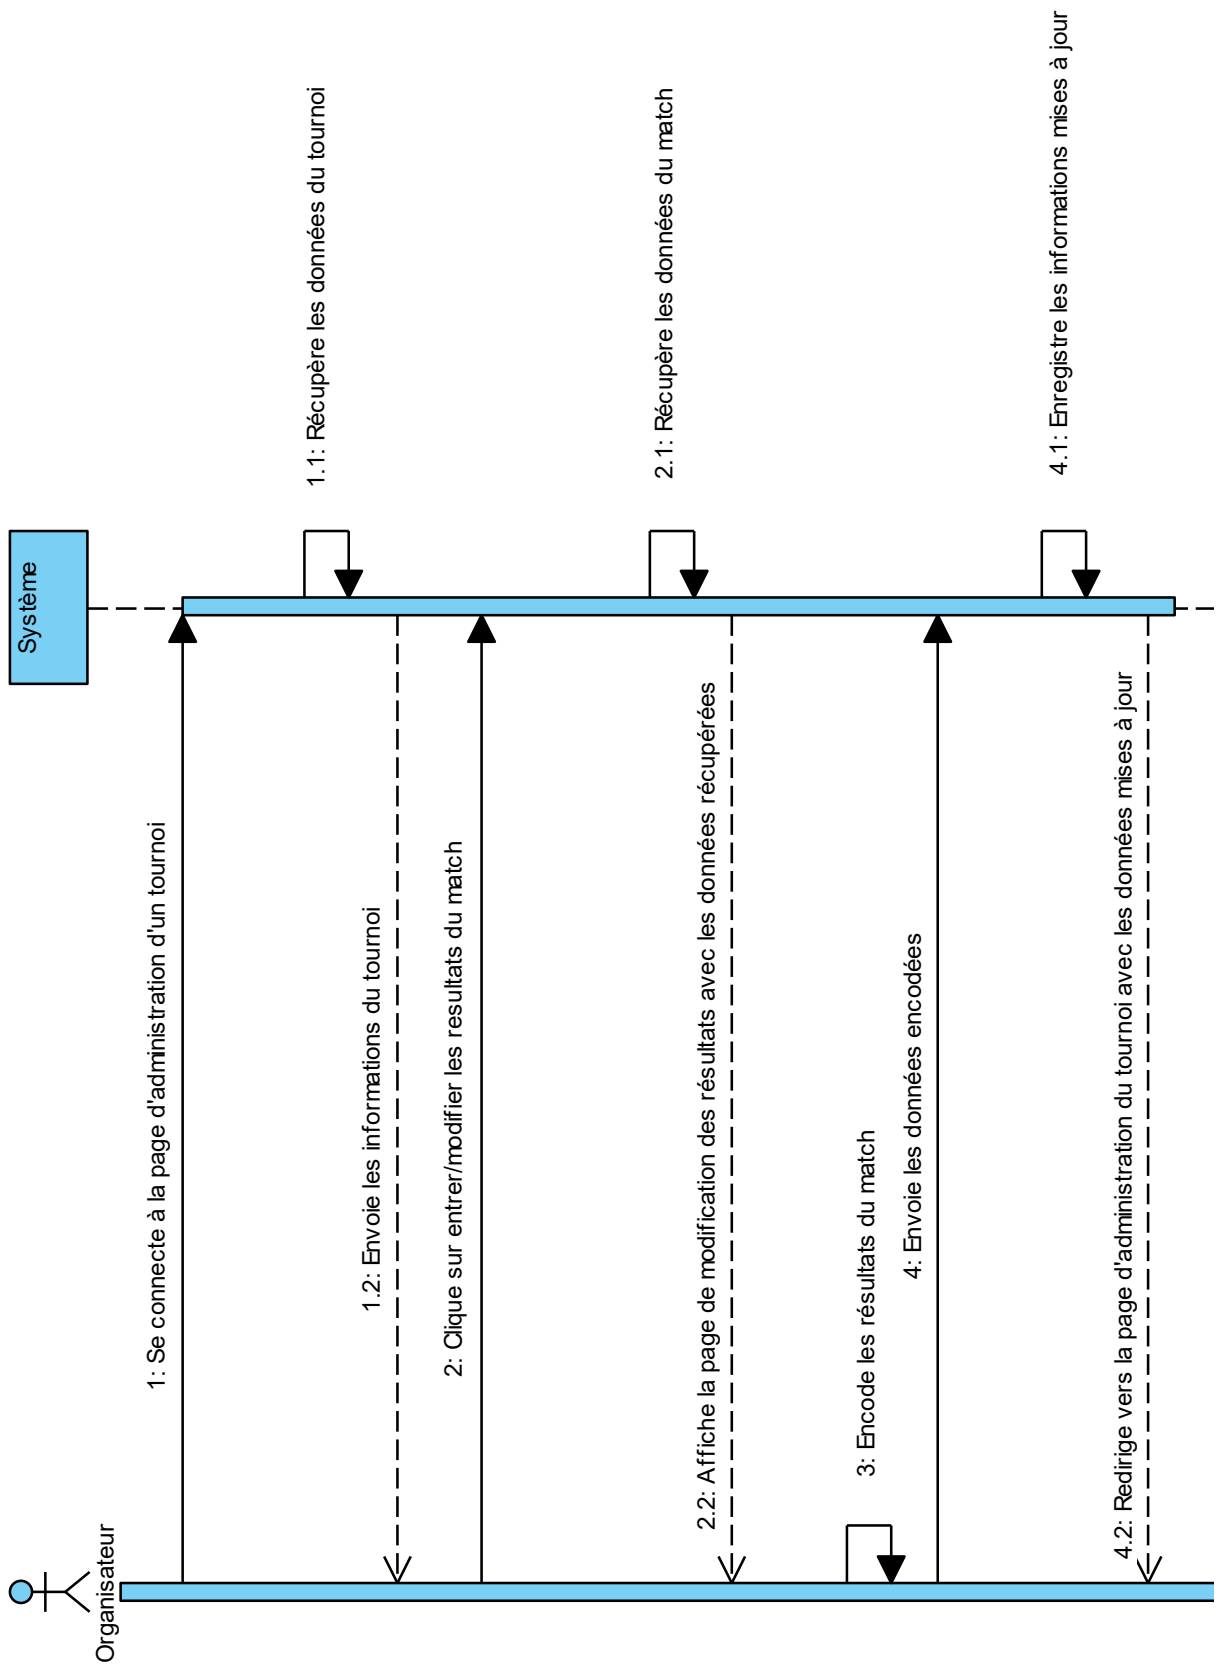 Organisateur
Système
1: Se connecte à la page d'administration d'un tournoi
1.1: Récupère les données du tournoi
1.2: Envoie les informations du tournoi
2: Clique sur entrer/modifier les resultats du match
2.1: Récupère les données du match
2.2: Affiche la page de modification des résultats avec les données récupérées
3: Encode les résultats du match
4: Envoie les données encodées
4.1: Enregistre les informations mises à jour
4.2: Redirige vers la page d'administration du tournoi avec les données mises à jour